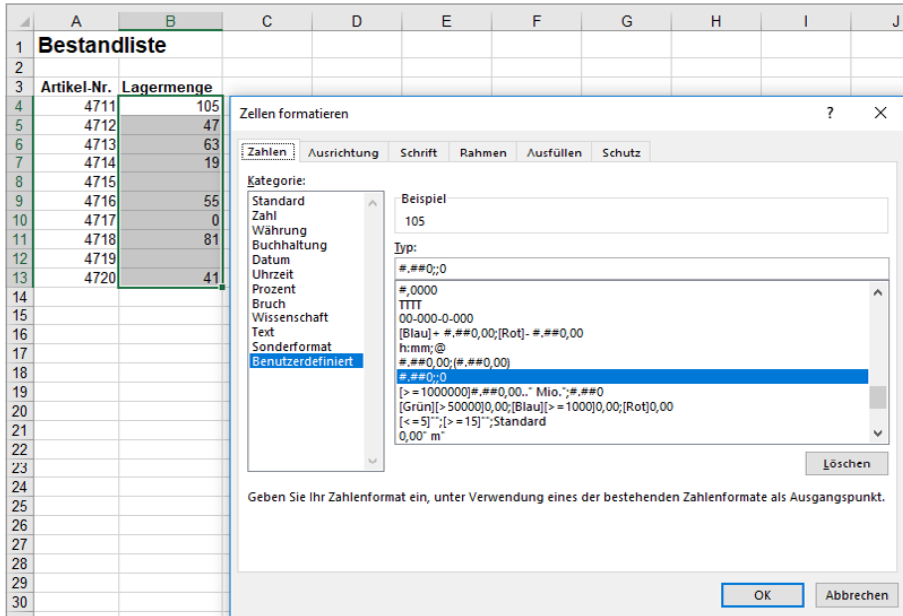 A B C D E F G H I J
1 Bestandliste
2
3 Artikel-Nr. Lagermenge
4 4711 105
5 4712 47
6 4713 63
7 4714 19
8 4715
9 4716 55
10 4717 0
11 4718 81
12 4719
13 4720 41
14
15
16
17
18
19
20
21
22
23
24
25
26
27
28
29
30
Zellen formatieren ? ×
Zahlen Ausrichtung Schrift Rahmen Ausfüllen Schutz
Kategorie:
Standard
Zahl
Währung
Buchhaltung
Datum
Uhrzeit
Prozent
Bruch
Wissenschaft
Text
Sonderformat
Benutzerdefiniert
Beispiel
105
Typ:
#.##0;;0
#,0000
TTTT
00-000-0-000
[Blau]+ #.##0,00;[Rot]- #.##0,00
h:mm;@
#.##0,00;(#.##0,00)
#.##0;;0
[>=1000000]#.##0,00.." Mio.";#.##0
[Grün][>50000]0,00;[Blau][>=1000]0,00;[Rot]0,00
[<=5]"";[>=15]"";Standard
0,00" m"
Löschen
Geben Sie Ihr Zahlenformat ein, unter Verwendung eines der bestehenden Zahlenformate als Ausgangspunkt.
OK Abbrechen